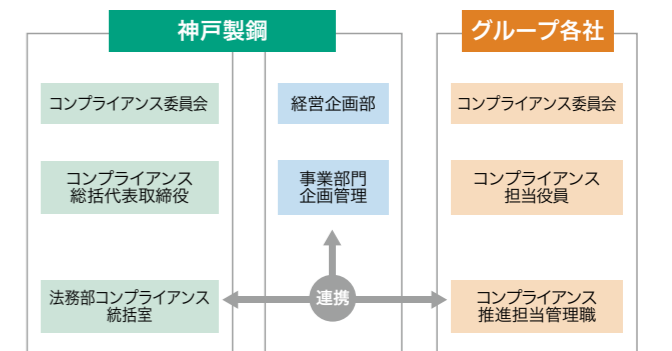 神戸製鋼
グループ各社
コンプライアンス委員会
経営企画部
コンプライアンス委員会
コンプライアンス
総括代表取締役
事業部門
企画管理
コンプライアンス
担当役員
法務部コンプライアンス
統括室
連携
コンプライアンス
推進担当管理職